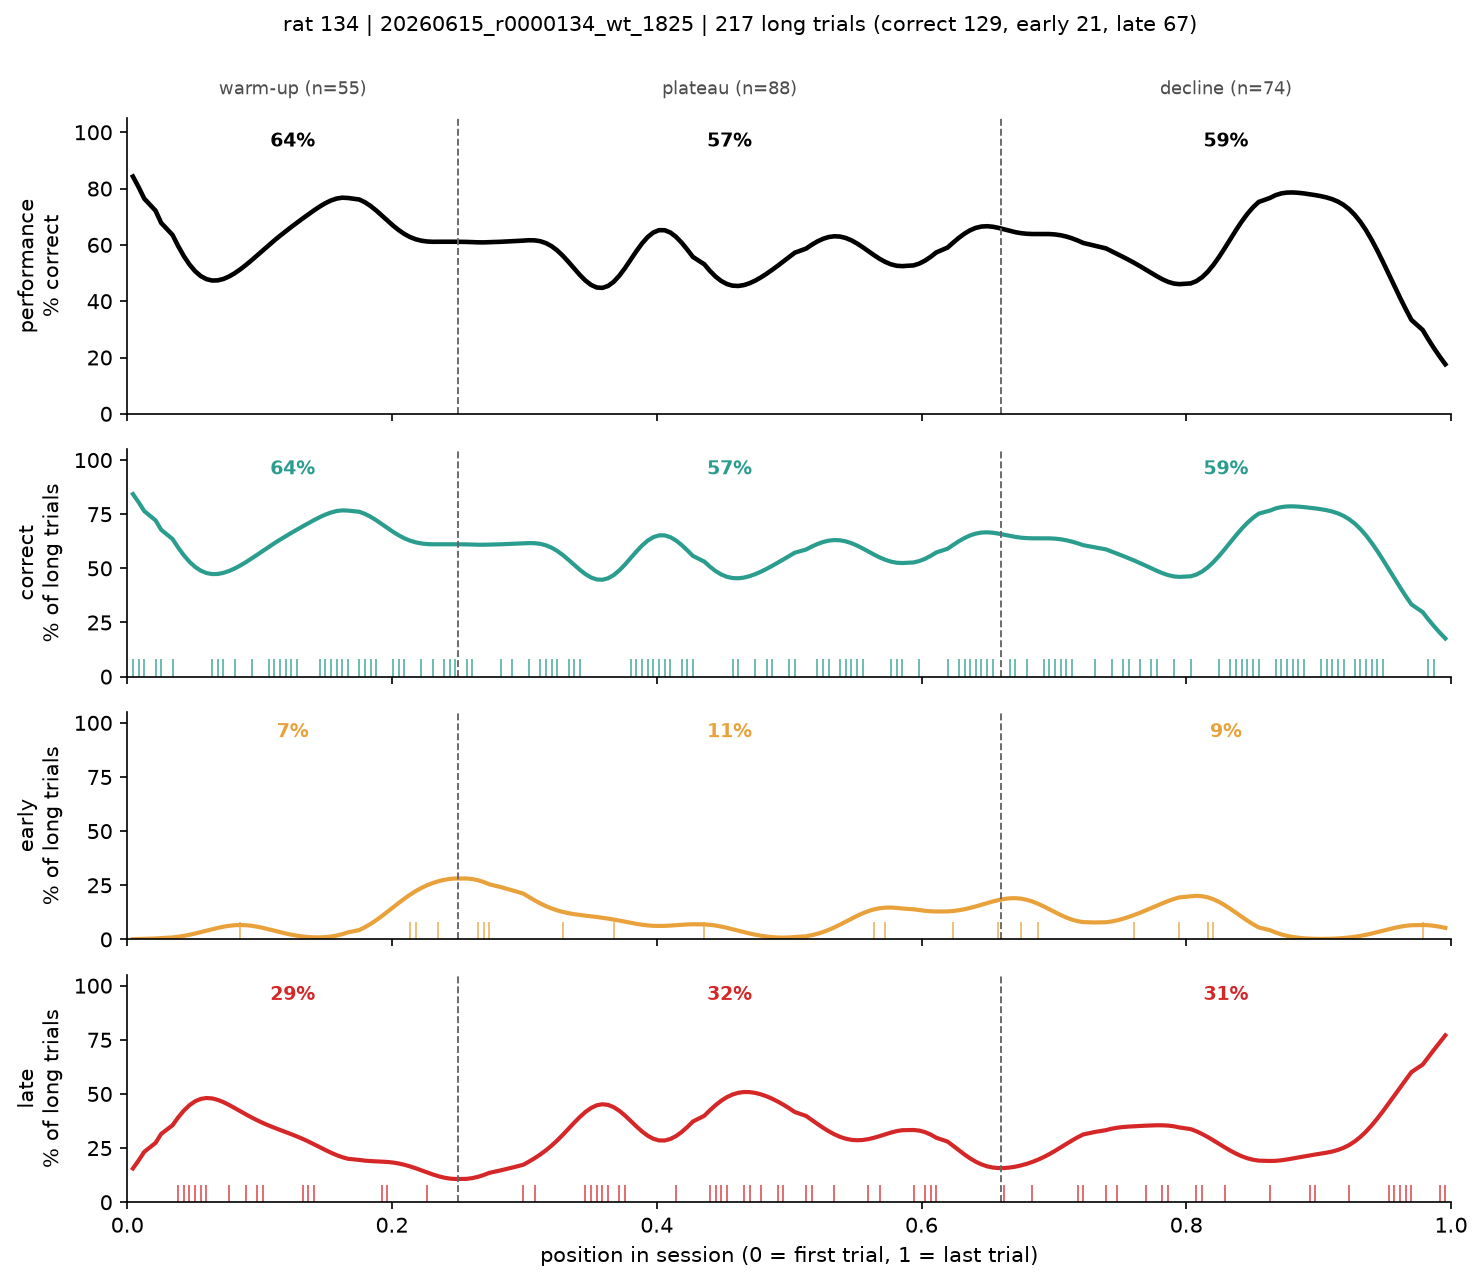 rat 134 | 20260615_r0000134_wt_1825 | 217 long trials (correct 129, early 21, late 67)
warm-up (n=55) plateau (n=88) decline (n=74)
performance
% correct
100
80
60
40
20
0
64% 57% 59%
correct
% of long trials
100
75
50
25
0
64% 57% 59%
early
% of long trials
100
75
50
25
0
7% 11% 9%
late
% of long trials
100
75
50
25
0
29% 32% 31%
0.0 0.2 0.4 0.6 0.8 1.0
position in session (0 = first trial, 1 = last trial)